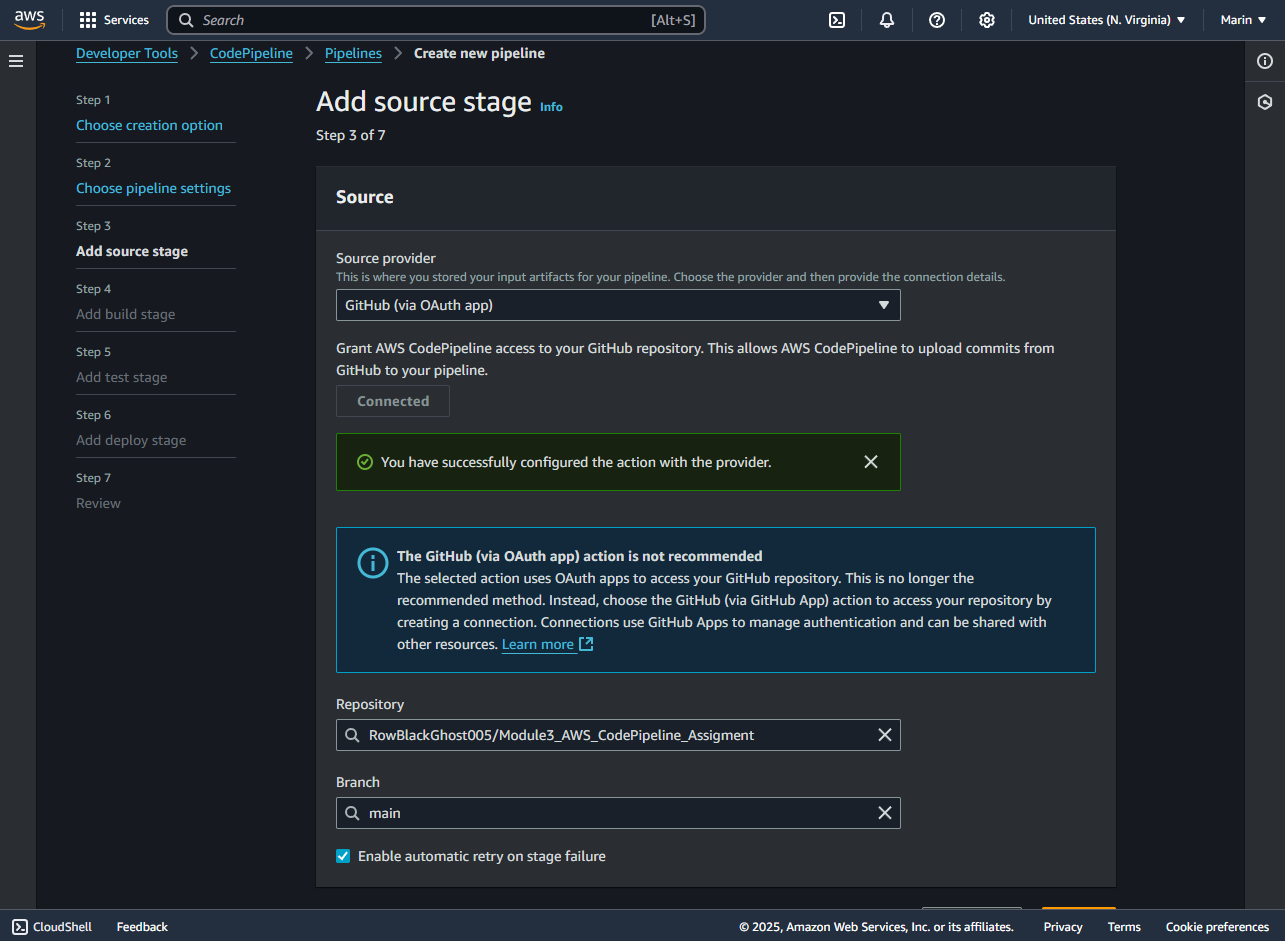 aws
Services
Search [Alt+S]
United States (N. Virginia)
Marin
Developer Tools
CodePipeline
Pipelines
Create new pipeline
Step 1
Choose creation option
Step 2
Choose pipeline settings
Step 3
Add source stage
Step 4
Add build stage
Step 5
Add test stage
Step 6
Add deploy stage
Step 7
Review
Add source stage Info
Step 3 of 7
Source
Source provider
This is where you stored your input artifacts for your pipeline. Choose the provider and then provide the connection details.
GitHub (via OAuth app)
Grant AWS CodePipeline access to your GitHub repository. This allows AWS CodePipeline to upload commits from
GitHub to your pipeline.
Connected
You have successfully configured the action with the provider.
The GitHub (via OAuth app) action is not recommended
The selected action uses OAuth apps to access your GitHub repository. This is no longer the
recommended method. Instead, choose the GitHub (via GitHub App) action to access your repository by
creating a connection. Connections use GitHub Apps to manage authentication and can be shared with
other resources. Learn more
Repository
RowBlackGhost005/Module3_AWS_CodePipeline_Assigment
Branch
main
Enable automatic retry on stage failure
CloudShell
Feedback
© 2025, Amazon Web Services, Inc. or its affiliates.
Privacy
Terms
Cookie preferences